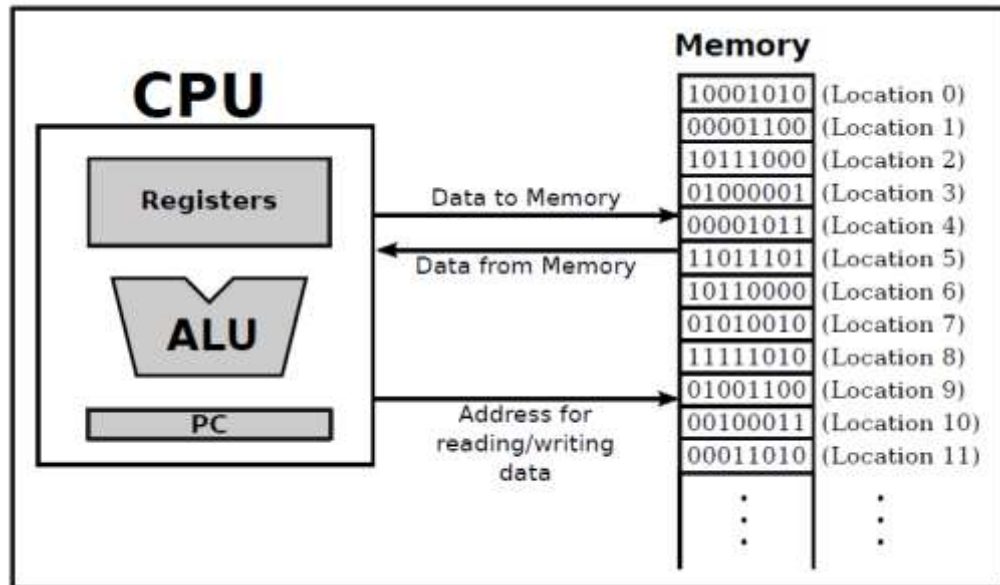 Memory
CPU
10001010 (Location 0)
00001100 (Location 1)
10111000 (Location 2)
01000001 (Location 3)
00001011 (Location 4)
11011101 (Location 5)
10110000 (Location 6)
01010010 (Location 7)
11111010 (Location 8)
01001100 (Location 9)
00100011 (Location 10)
00011010 (Location 11)
Registers
ALU
PC
Data to Memory
Data from Memory
Address for
reading/writing
data